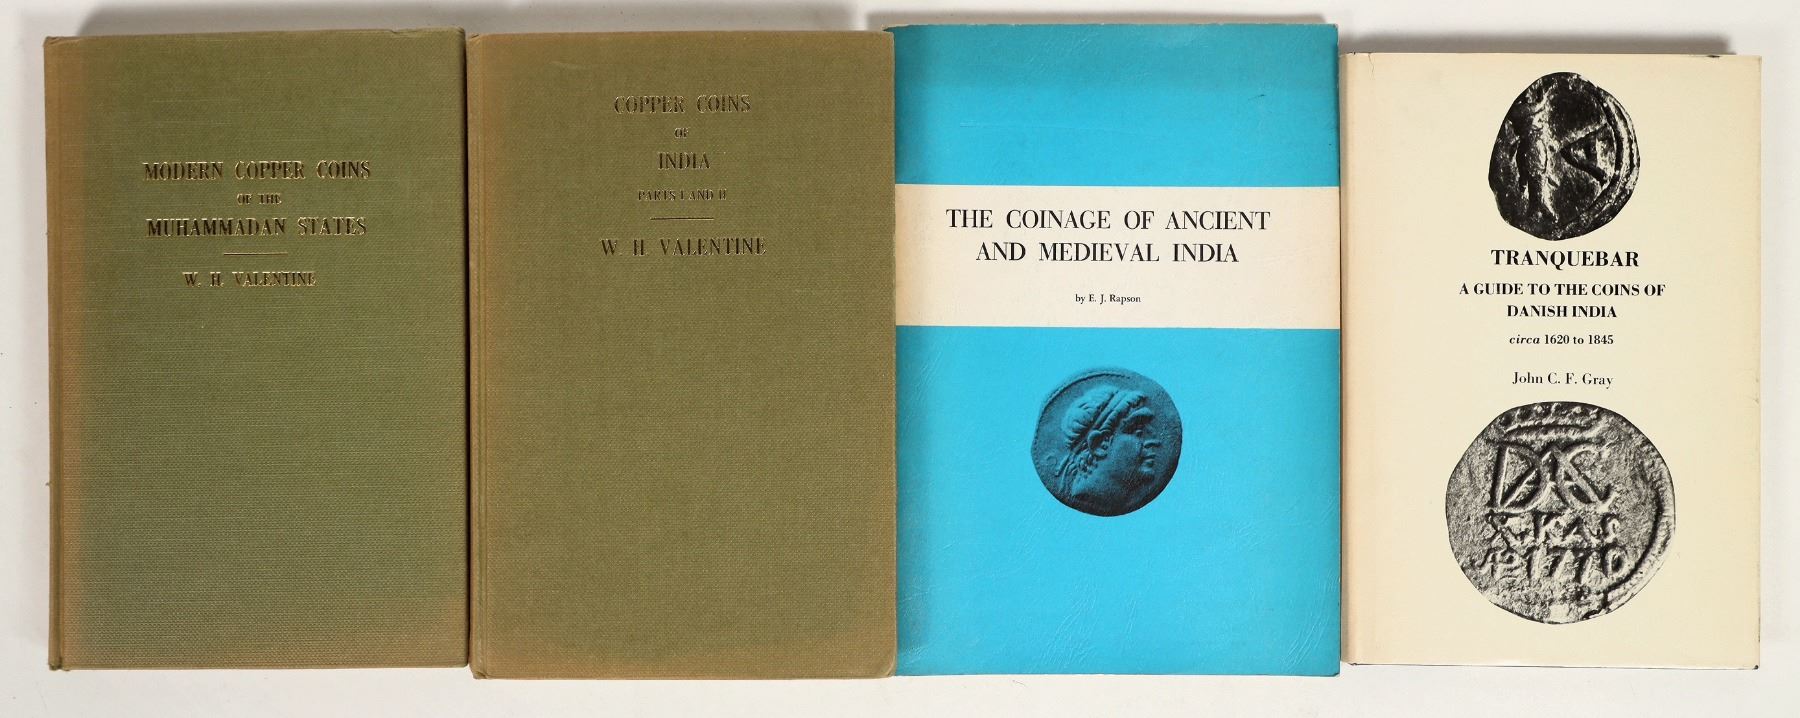 MODERN COPPER COINS
OF THE
MUHAMMADAN STATES
W. H. VALENTINE
COPPER COINS
OF
INDIA
PARTS I AND II
W. H. VALENTINE
THE COINAGE OF ANCIENT
AND MEDIEVAL INDIA
by E. J. Rapson
TRANQUEBAR
A GUIDE TO THE COINS OF
DANISH INDIA
circa 1620 to 1845
John C. F. Gray
X·KAS
1770